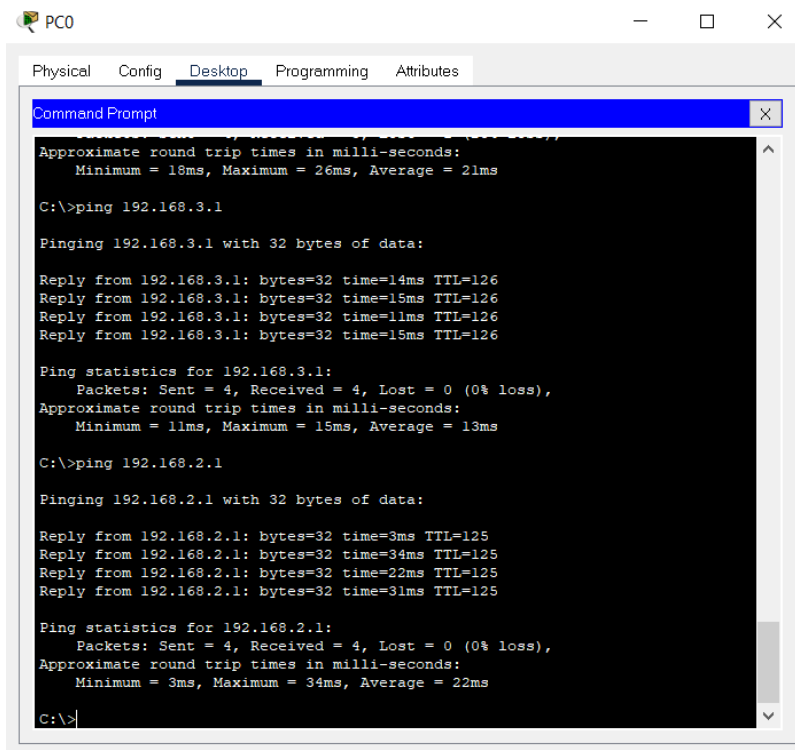 PC0
Physical Config Desktop Programming Attributes
Command Prompt
X
Approximate round trip times in milli-seconds:
    Minimum = 18ms, Maximum = 26ms, Average = 21ms
C:\>ping 192.168.3.1
Pinging 192.168.3.1 with 32 bytes of data:
Reply from 192.168.3.1: bytes=32 time=14ms TTL=126
Reply from 192.168.3.1: bytes=32 time=15ms TTL=126
Reply from 192.168.3.1: bytes=32 time=11ms TTL=126
Reply from 192.168.3.1: bytes=32 time=15ms TTL=126
Ping statistics for 192.168.3.1:
    Packets: Sent = 4, Received = 4, Lost = 0 (0% loss),
Approximate round trip times in milli-seconds:
    Minimum = 11ms, Maximum = 15ms, Average = 13ms
C:\>ping 192.168.2.1
Pinging 192.168.2.1 with 32 bytes of data:
Reply from 192.168.2.1: bytes=32 time=3ms TTL=125
Reply from 192.168.2.1: bytes=32 time=34ms TTL=125
Reply from 192.168.2.1: bytes=32 time=22ms TTL=125
Reply from 192.168.2.1: bytes=32 time=31ms TTL=125
Ping statistics for 192.168.2.1:
    Packets: Sent = 4, Received = 4, Lost = 0 (0% loss),
Approximate round trip times in milli-seconds:
    Minimum = 3ms, Maximum = 34ms, Average = 22ms
C:\>